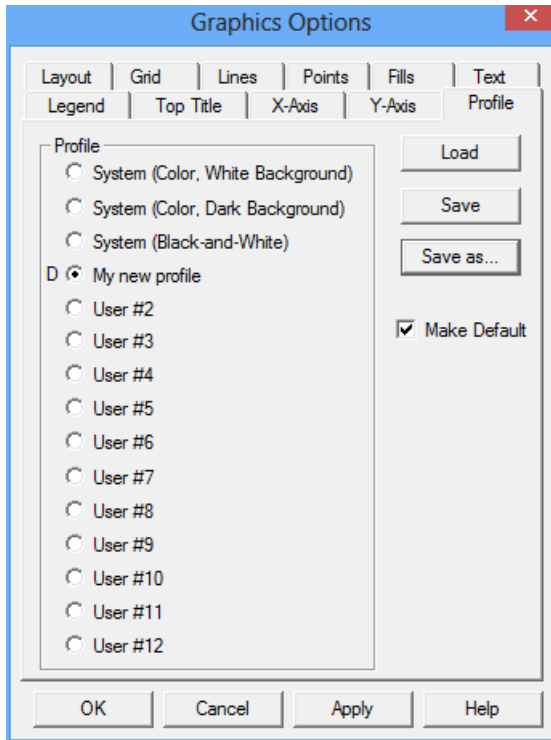 Graphics Options
Layout Grid Lines Points Fills Text
Legend Top Title X-Axis Y-Axis Profile
Profile
System (Color, White Background)
System (Color, Dark Background)
System (Black-and-White)
D My new profile
User #2
User #3
User #4
User #5
User #6
User #7
User #8
User #9
User #10
User #11
User #12
Load
Save
Save as...
Make Default
OK Cancel Apply Help